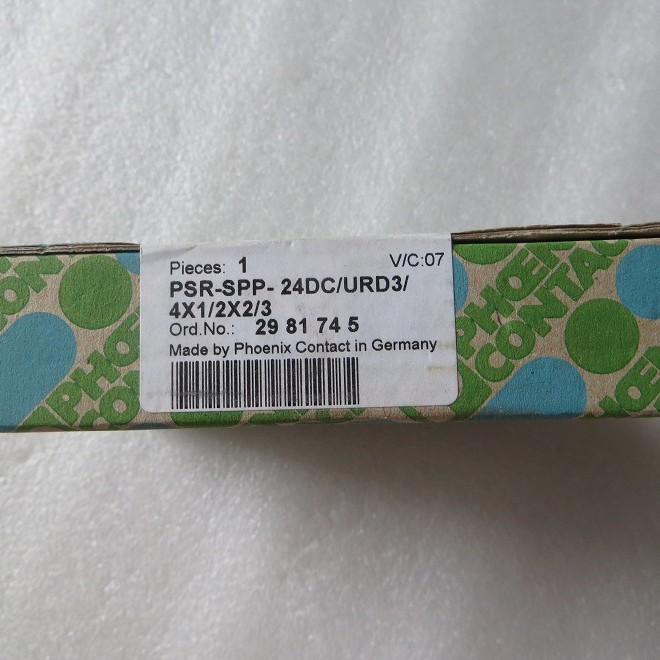 Pieces: 1
V/C:07
PSR-SPP- 24DC/URD3/
4X1/2X2/3
Ord.No.: 29 81 74 5
Made by Phoenix Contact in Germany
PHOENIX
CONTACT